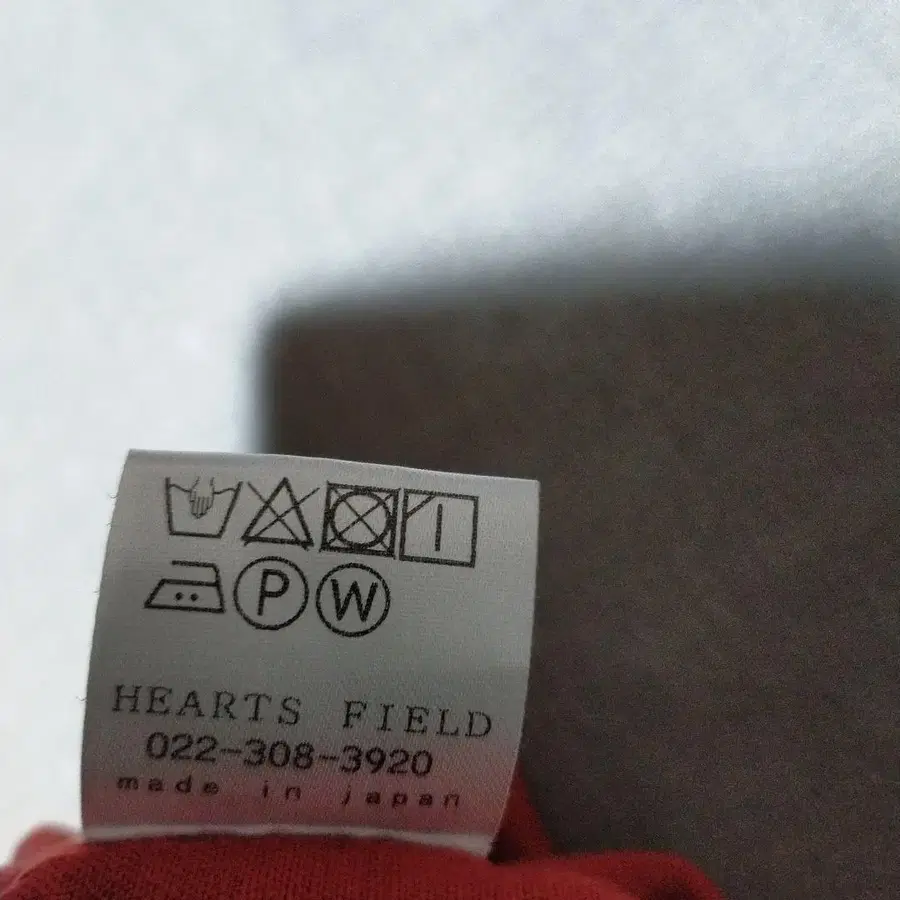 P W
HEARTS FIELD
022-308-3920
made in japan